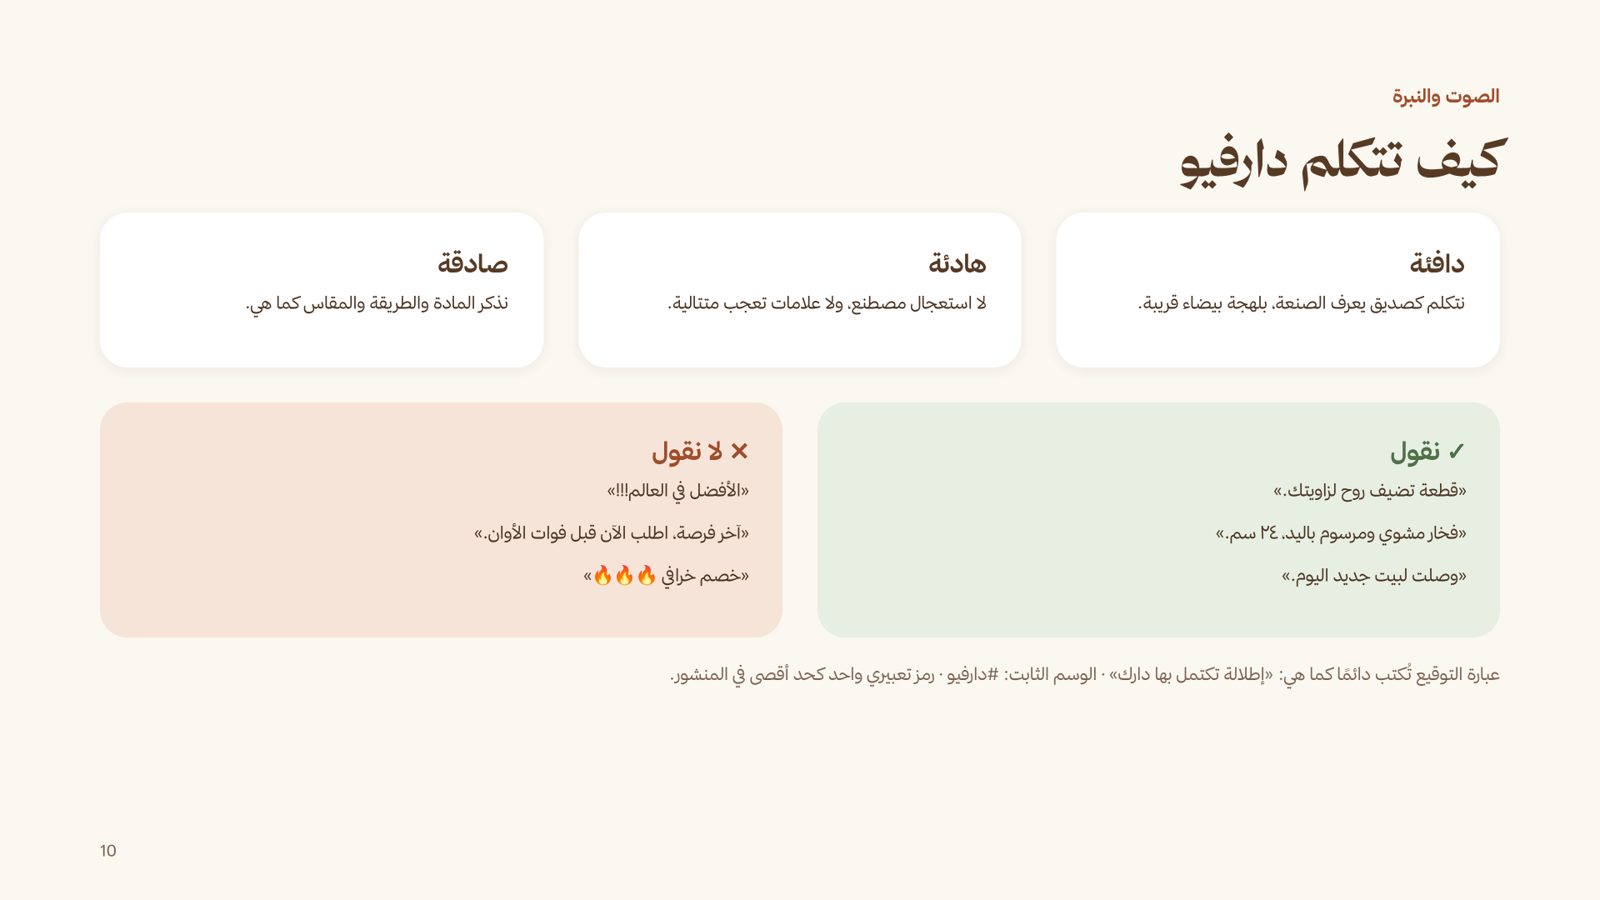 الصوت والنبرة
كيف تتكلم دارفيو
دافئة
نتكلم كصديق يعرف الصنعة، بلهجة بيضاء قريبة.
هادئة
لا استعجال مصطنع، ولا علامات تعجب متتالية.
صادقة
نذكر المادة والطريقة والمقاس كما هي.
✓ نقول
«قطعة تضيف روح لزاويتك.»
«فخار مشوي ومرسوم باليد، ٢٤ سم.»
«وصلت لبيت جديد اليوم.»
✕ لا نقول
«الأفضل في العالم!!!»
«آخر فرصة، اطلب الآن قبل فوات الأوان.»
«خصم خرافي 🔥🔥🔥»
عبارة التوقيع تُكتب دائمًا كما هي: «إطلالة تكتمل بها دارك» · الوسم الثابت: #دارفيو · رمز تعبيري واحد كحد أقصى في المنشور.
10